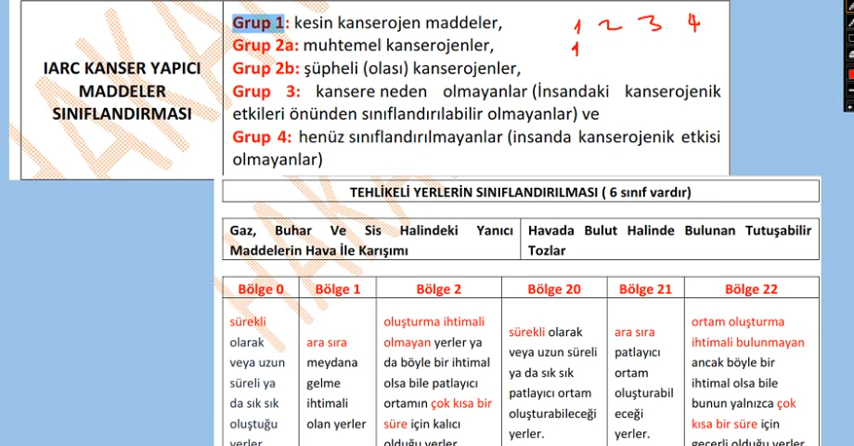 IARC KANSER YAPICI
MADDELER
SINIFLANDIRMASI
Grup 1: kesin kanserojen maddeler,
Grup 2a: muhtemel kanserojenler,
Grup 2b: şüpheli (olası) kanserojenler,
Grup 3: kansere neden olmayanlar (İnsandaki kanserojenik
etkileri önünden sınıflandırılabilir olmayanlar) ve
Grup 4: henüz sınıflandırılmayanlar (insanda kanserojenik etkisi
olmayanlar)
1 2 3 4
1
TEHLİKELİ YERLERİN SINIFLANDIRILMASI ( 6 sınıf vardır)
Gaz, Buhar Ve Sis Halindeki Yanıcı
Maddelerin Hava İle Karışımı
Havada Bulut Halinde Bulunan Tutuşabilir
Tozlar
Bölge 0
sürekli
olarak
veya uzun
süreli ya
da sık sık
oluştuğu
yerler
Bölge 1
ara sıra
meydana
gelme
ihtimali
olan yerler
Bölge 2
oluşturma ihtimali
olmayan yerler ya
da böyle bir ihtimal
olsa bile patlayıcı
ortamın çok kısa bir
süre için kalıcı
olduğu yerler
Bölge 20
sürekli olarak
veya uzun süreli
ya da sık sık
patlayıcı ortam
oluşturabileceği
yerler.
Bölge 21
ara sıra
patlayıcı
ortam
oluşturabil
eceği
yerler.
Bölge 22
ortam oluşturma
ihtimali bulunmayan
ancak böyle bir
ihtimal olsa bile
bunun yalnızca çok
kısa bir süre için
geçerli olduğu yerler
HAKAN